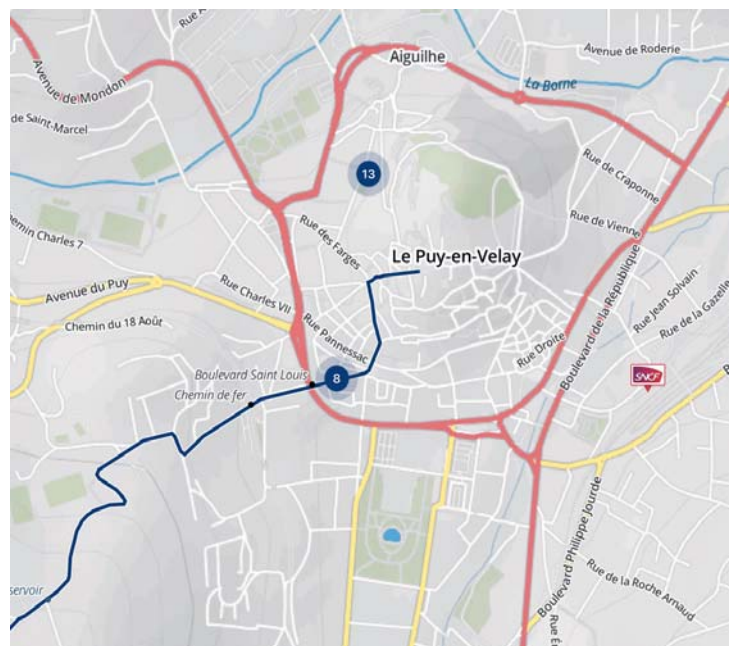 Rue A
Aiguilhe
Avenue de Roderie
Avenue de Mondon
La Borne
de Saint-Marcel
Rue de Craponne
13
Rue de Vienne
Rue des Farges
Le Puy-en-Velay
emin Charles 7
Boulevard de la République
Rue Jean Solvain
Rue de la Gazelle
Avenue du Puy
Rue Charles VII
Chemin du 18 Août
Rue Pannessac
Rue Droite
Boulevard Saint Louis
8
SNCF
B
Chemin de fer
Boulevard Philippe Jourde
servoir
Rue de la Roche Arnaud
Rue É